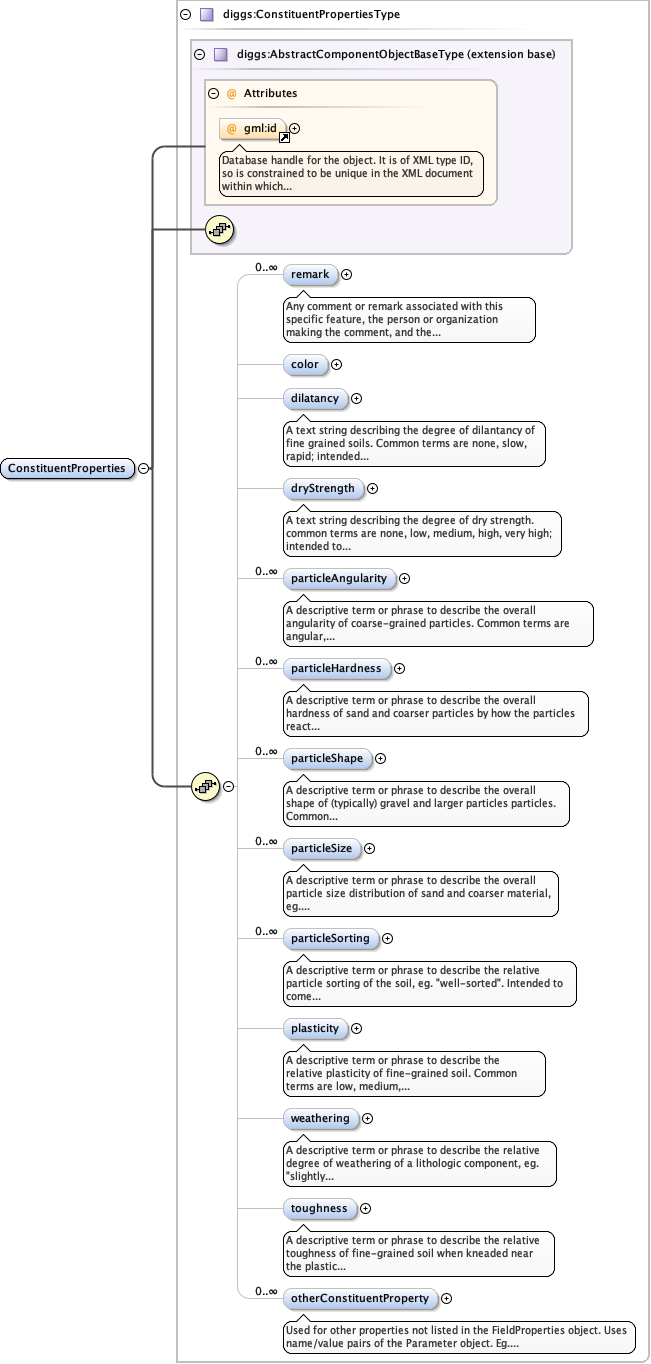 diggs:ConstituentPropertiesType
diggs:AbstractComponentObjectBaseType (extension base)
@ Attributes
@ gml:id
Database handle for the object. It is of XML type ID,
so is constrained to be unique in the XML document
within which...
0..∞
remark
Any comment or remark associated with this
specific feature, the person or organization
making the comment, and the...
color
dilatancy
A text string describing the degree of dilantancy of
fine grained soils. Common terms are none, slow,
rapid; intended...
ConstituentProperties
dryStrength
A text string describing the degree of dry strength.
common terms are none, low, medium, high, very high;
intended to...
0..∞
particleAngularity
A descriptive term or phrase to describe the overall
angularity of coarse-grained particles. Common terms are
angular,...
0..∞
particleHardness
A descriptive term or phrase to describe the overall
hardness of sand and coarser particles by how the particles
react...
0..∞
particleShape
A descriptive term or phrase to describe the overall
shape of (typically) gravel and larger particles particles.
Common...
0..∞
particleSize
A descriptive term or phrase to describe the overall
particle size distribution of sand and coarser material,
eg....
0..∞
particleSorting
A descriptive term or phrase to describe the relative
particle sorting of the soil, eg. "well-sorted". Intended to
come...
plasticity
A descriptive term or phrase to describe the
relative plasticity of fine-grained soil. Common
terms are low, medium,...
weathering
A descriptive term or phrase to describe the relative
degree of weathering of a lithologic component, eg.
"slightly...
toughness
A descriptive term or phrase to describe the relative
toughness of fine-grained soil when kneaded near
the plastic...
0..∞
otherConstituentProperty
Used for other properties not listed in the FieldProperties object. Uses
name/value pairs of the Parameter object. Eg....